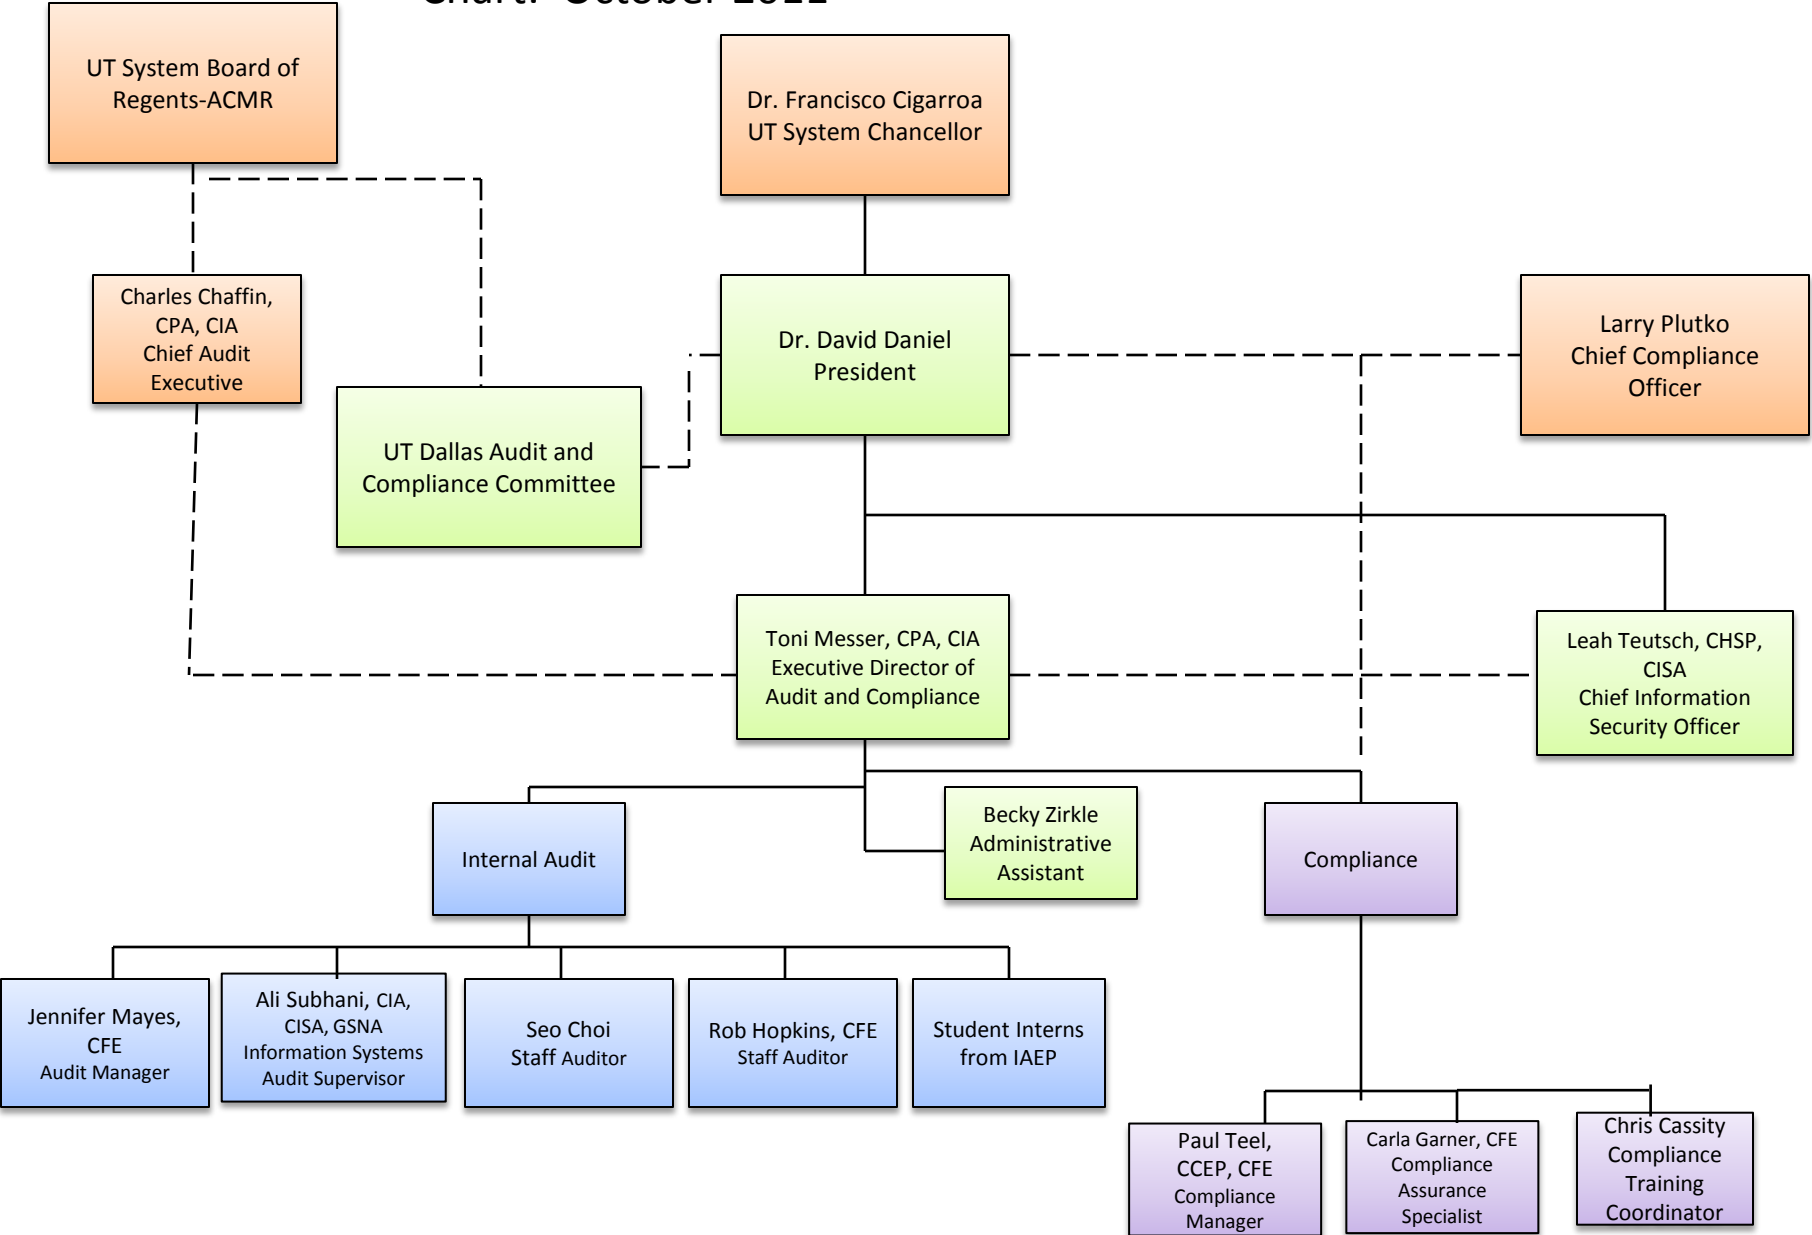 Chart: October 2011
UT System Board of
Regents-ACMR
Dr. Francisco Cigarroa
UT System Chancellor
Charles Chaffin,
CPA, CIA
Chief Audit
Executive
Dr. David Daniel
President
Larry Plutko
Chief Compliance
Officer
UT Dallas Audit and
Compliance Committee
Toni Messer, CPA, CIA
Executive Director of
Audit and Compliance
Leah Teutsch, CHSP,
CISA
Chief Information
Security Officer
Internal Audit
Becky Zirkle
Administrative
Assistant
Compliance
Jennifer Mayes,
CFE
Audit Manager
Ali Subhani, CIA,
CISA, GSNA
Information Systems
Audit Supervisor
Seo Choi
Staff Auditor
Rob Hopkins, CFE
Staff Auditor
Student Interns
from IAEP
Paul Teel,
CCEP, CFE
Compliance
Manager
Carla Garner, CFE
Compliance
Assurance
Specialist
Chris Cassity
Compliance
Training
Coordinator